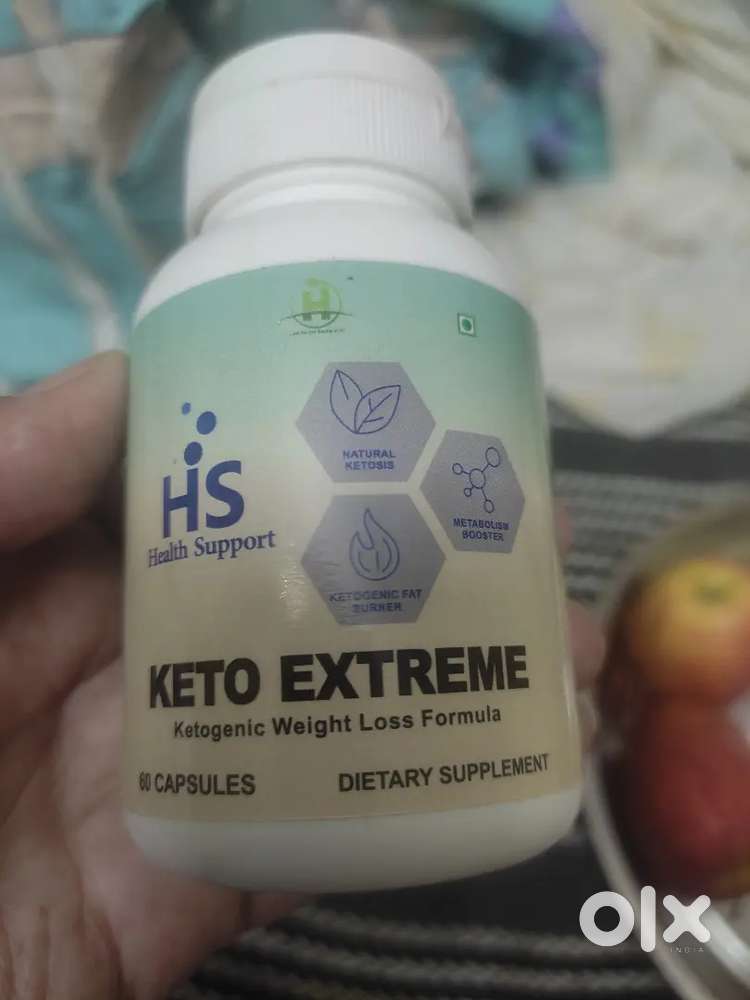 H
NATURAL
KETOSIS
METABOLISM
BOOSTER
HS
Health Support
KETOGENIC FAT
BURNER
KETO EXTREME
Ketogenic Weight Loss Formula
60 CAPSULES
DIETARY SUPPLEMENT
olx
INDIA